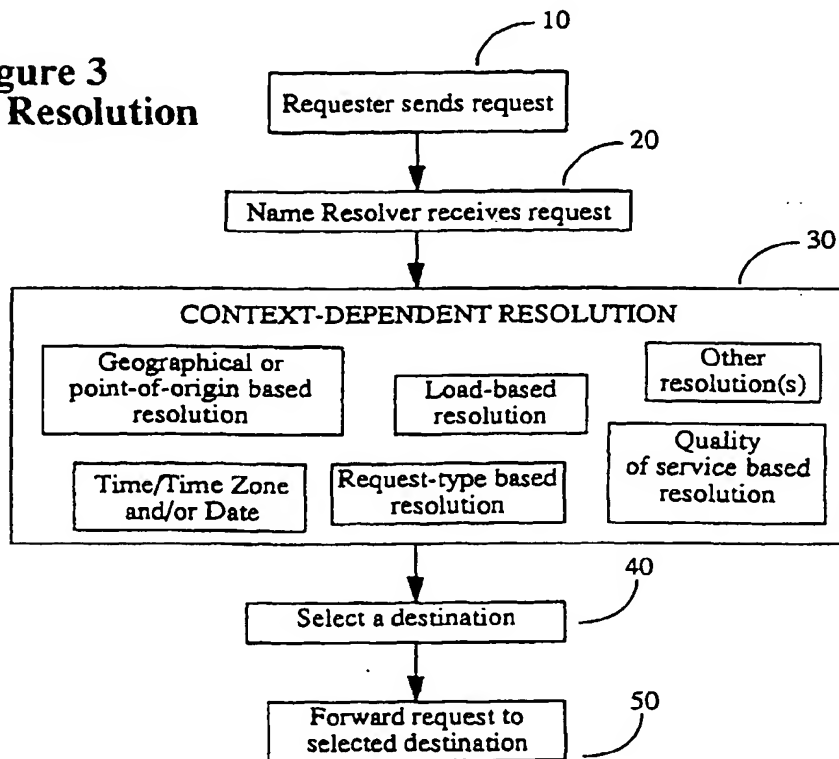 gure 3
Resolution
10
Requester sends request
20
Name Resolver receives request
30
CONTEXT-DEPENDENT RESOLUTION
Geographical or
point-of-origin based
resolution
Load-based
resolution
Other
resolution(s)
Time/Time Zone
and/or Date
Request-type based
resolution
Quality
of service based
resolution
40
Select a destination
50
Forward request to
selected destination